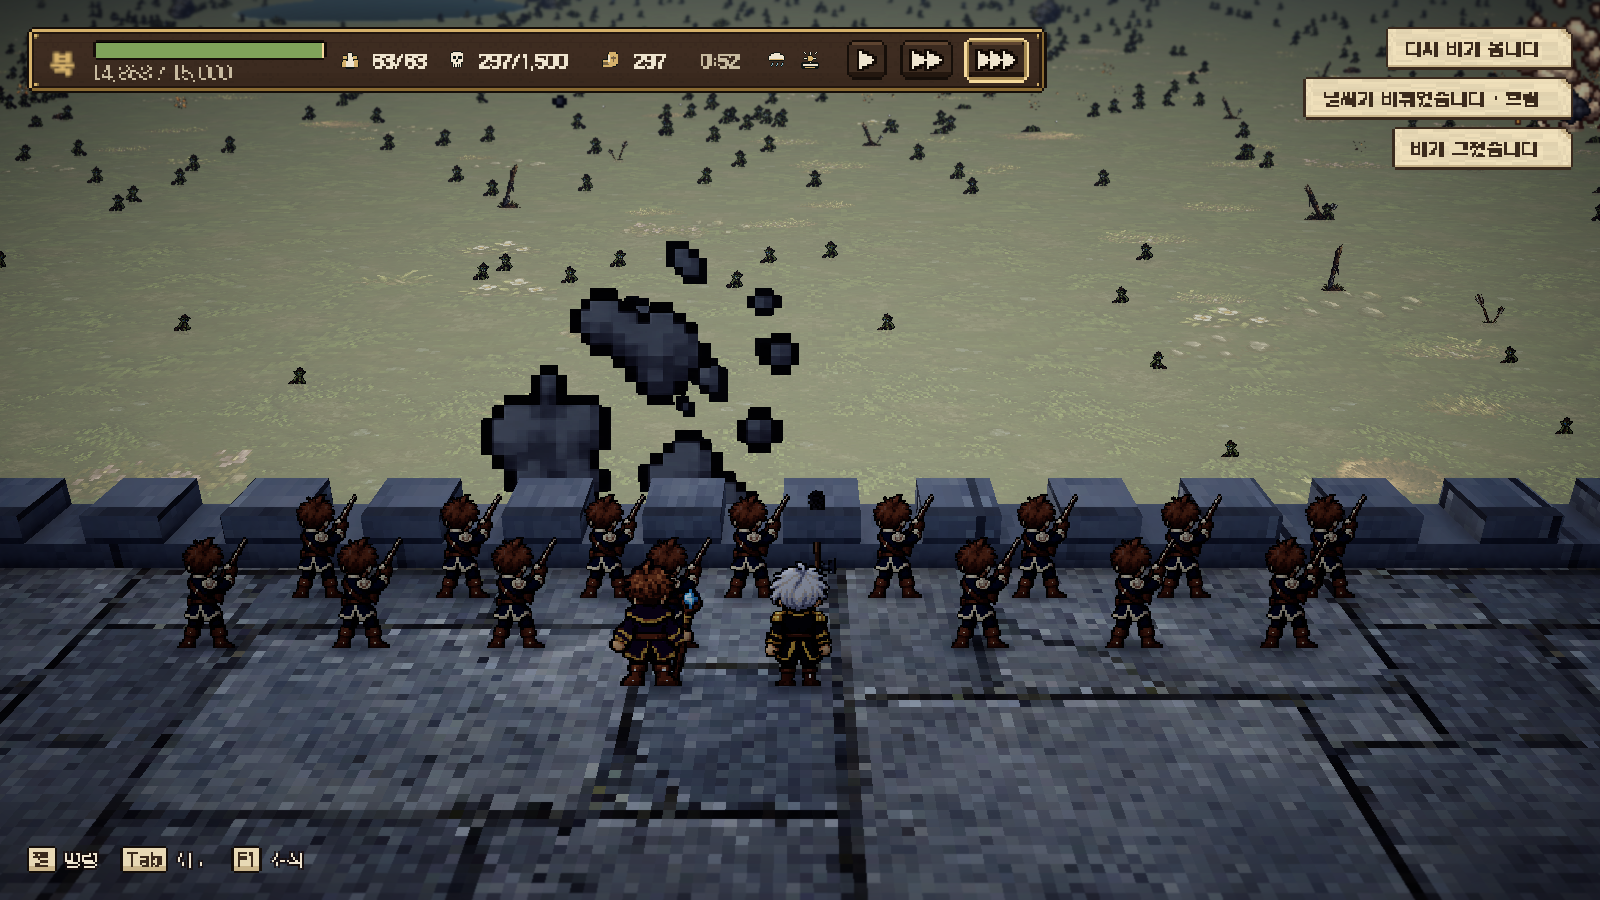 북
14,868 / 15,000
63/63
297/1,500
297
0:52
다시 비가 옵니다
날씨가 바뀌었습니다 · 흐림
비가 그쳤습니다
Tab
F1